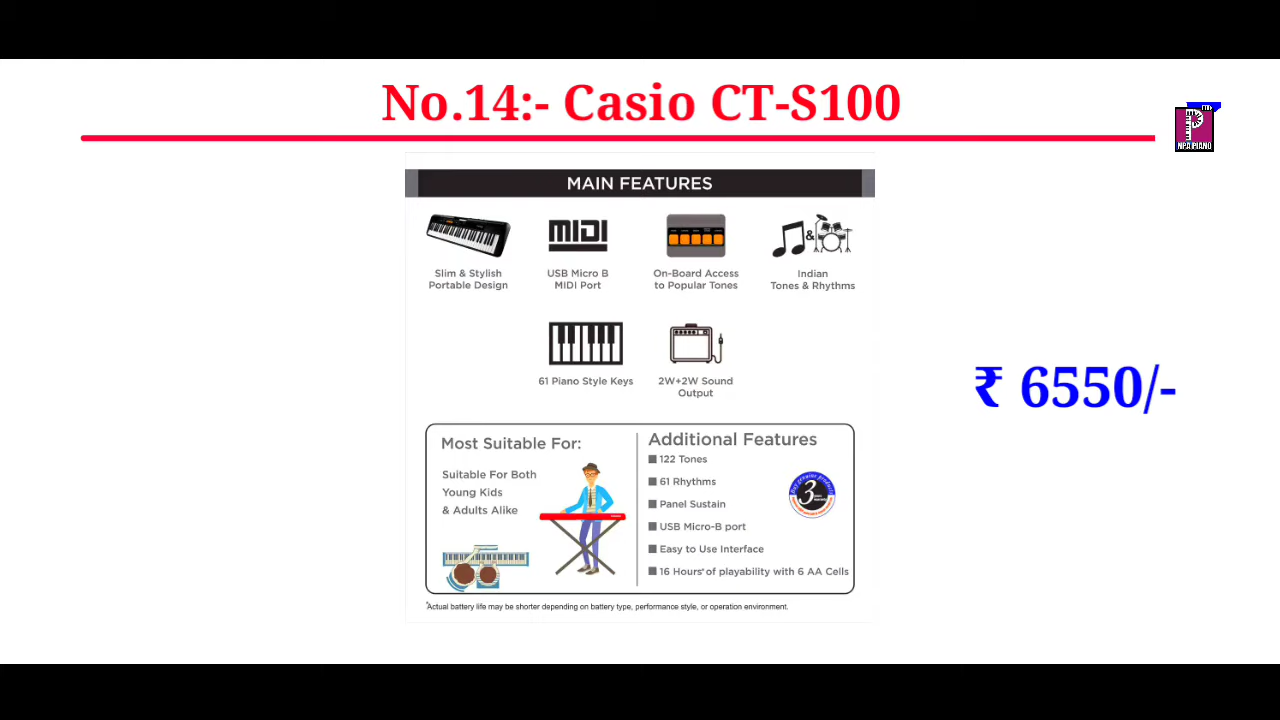 No.14:- Casio CT-S100
NPA PIANO
MAIN FEATURES
Slim & Stylish
Portable Design
MIDI
USB Micro B
MIDI Port
On-Board Access
to Popular Tones
&
Indian
Tones & Rhythms
61 Piano Style Keys
2W+2W Sound
Output
₹ 6550/-
Most Suitable For:
Suitable For Both
Young Kids
& Adults Alike
Additional Features
122 Tones
61 Rhythms
Panel Sustain
USB Micro-B port
Easy to Use Interface
16 Hours* of playability with 6 AA Cells
3
*Actual battery life may be shorter depending on battery type, performance style, or operation environment.